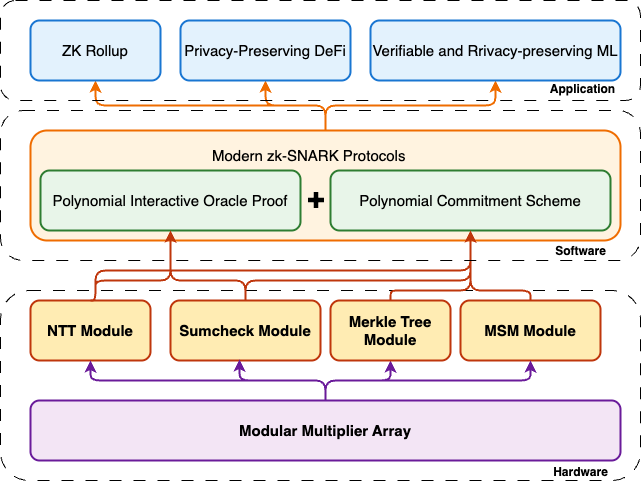 ZK Rollup
Privacy-Preserving DeFi
Verifiable and Rrivacy-preserving ML
Application
Modern zk-SNARK Protocols
Polynomial Interactive Oracle Proof
+
Polynomial Commitment Scheme
Software
NTT Module
Sumcheck Module
Merkle Tree
Module
MSM Module
Modular Multiplier Array
Hardware